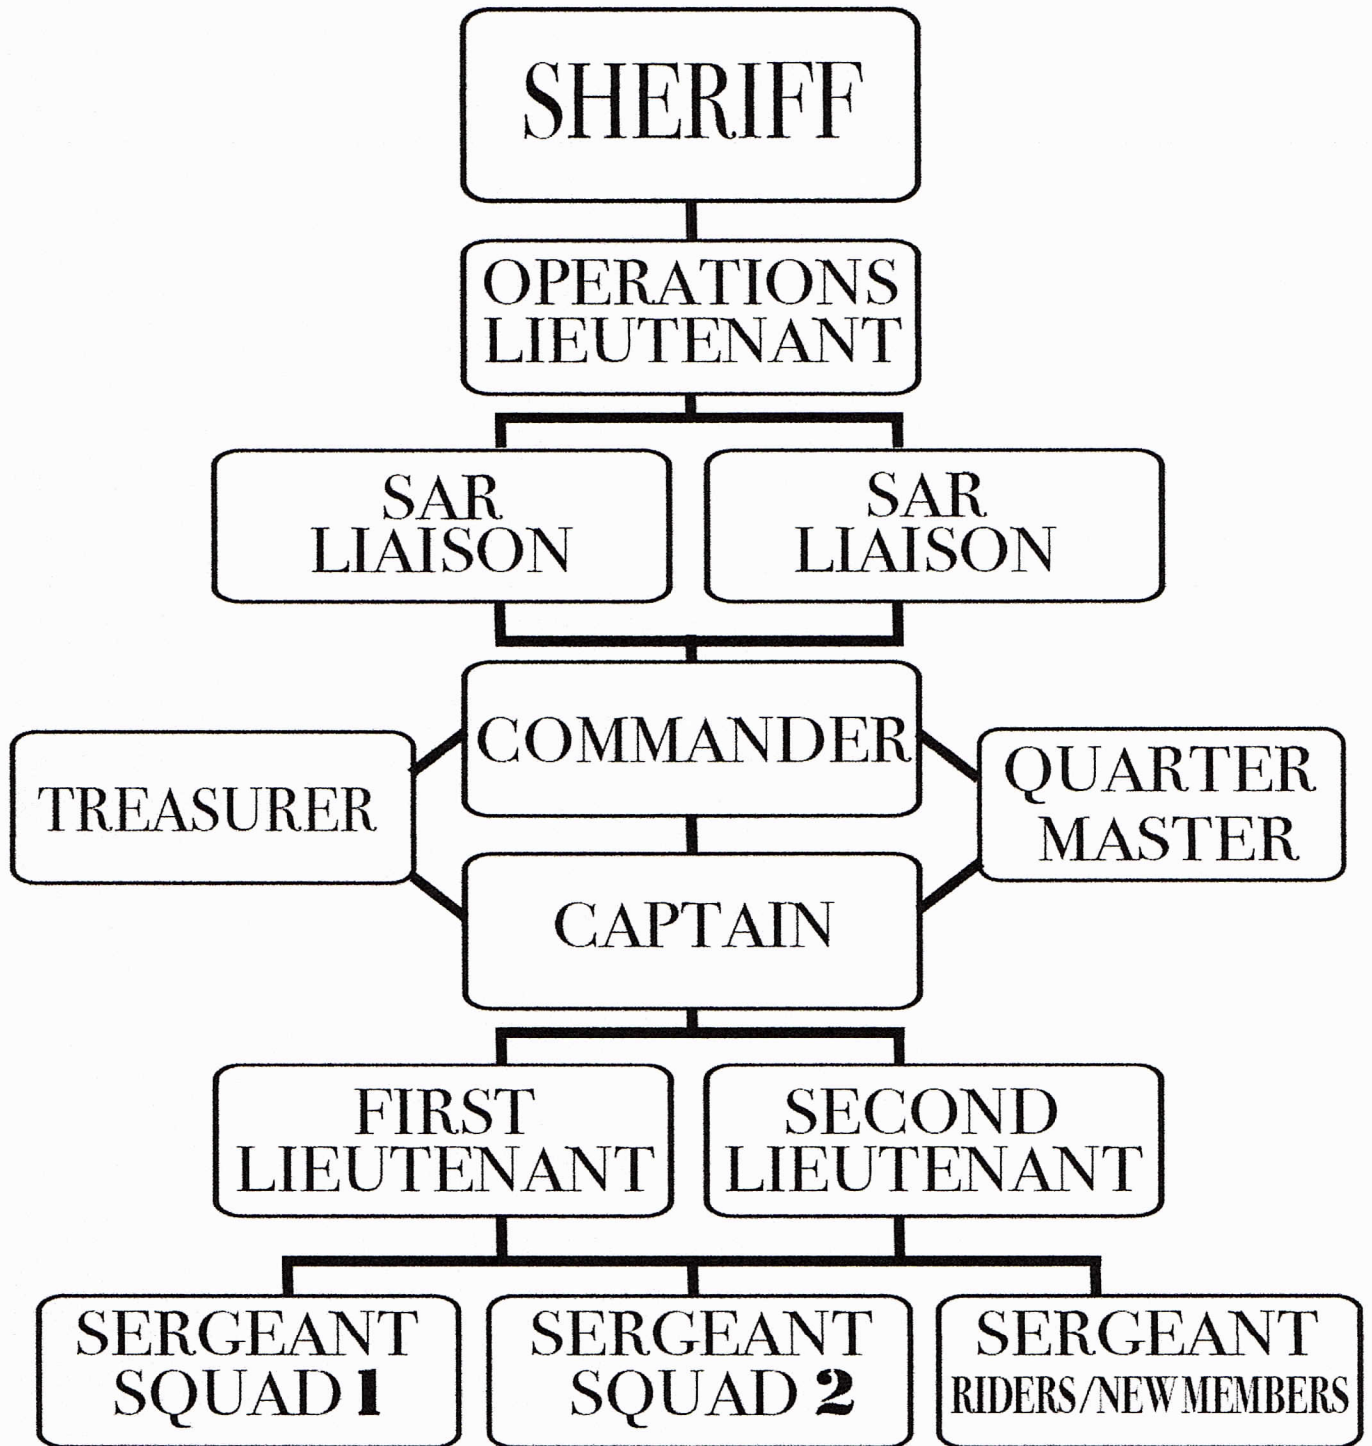 SHERIFF
OPERATIONS
LIEUTENANT
SAR
LIAISON
SAR
LIAISON
COMMANDER
TREASURER
QUARTER
MASTER
CAPTAIN
FIRST
LIEUTENANT
SECOND
LIEUTENANT
SERGEANT
SQUAD 1
SERGEANT
SQUAD 2
SERGEANT
RIDERS/NEW MEMBERS